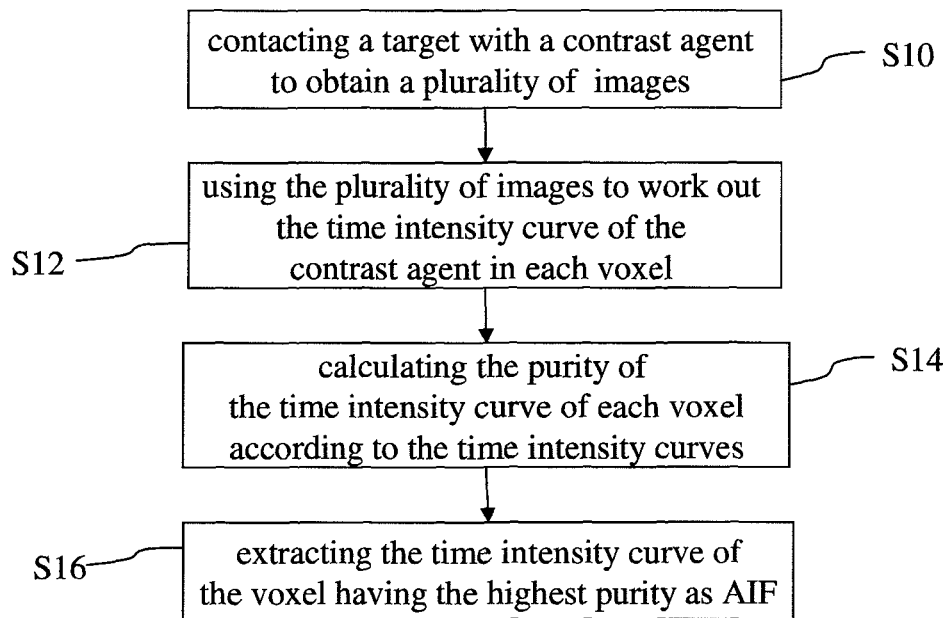 contacting a target with a contrast agent
to obtain a plurality of images
S10
using the plurality of images to work out
the time intensity curve of the
contrast agent in each voxel
S12
calculating the purity of
the time intensity curve of each voxel
according to the time intensity curves
S14
extracting the time intensity curve of
the voxel having the highest purity as AIF
S16